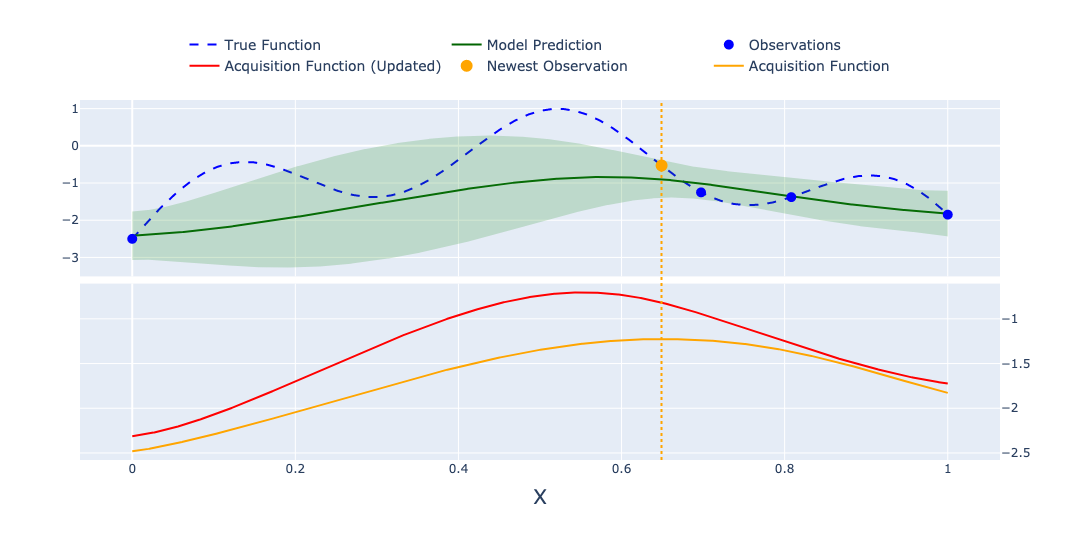 True Function Model Prediction Observations
Acquisition Function (Updated) Newest Observation Acquisition Function
1
0
−1
−2
−3
−1
−1.5
−2
−2.5
0 0.2 0.4 0.6 0.8 1
X